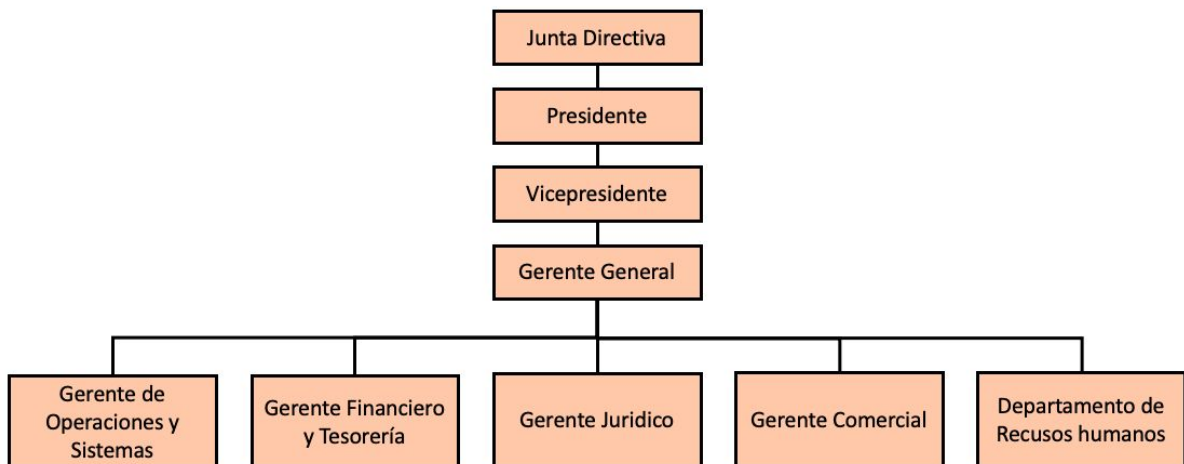 Junta Directiva
Presidente
Vicepresidente
Gerente General
Gerente de
Operaciones y
Sistemas
Gerente Financiero
y Tesorería
Gerente Juridico
Gerente Comercial
Departamento de
Recusos humanos